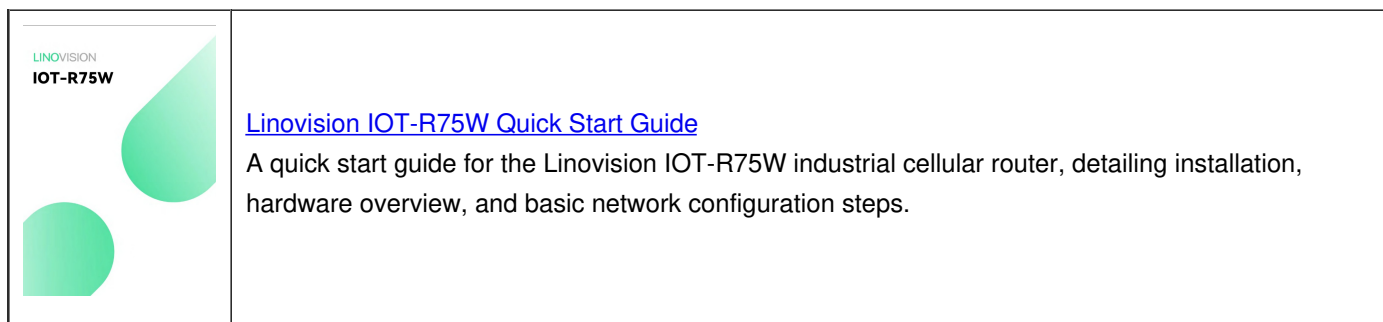 LINOVISION
IOT-R75W
Linovision IOT-R75W Quick Start Guide
A quick start guide for the Linovision IOT-R75W industrial cellular router, detailing installation,
hardware overview, and basic network configuration steps.